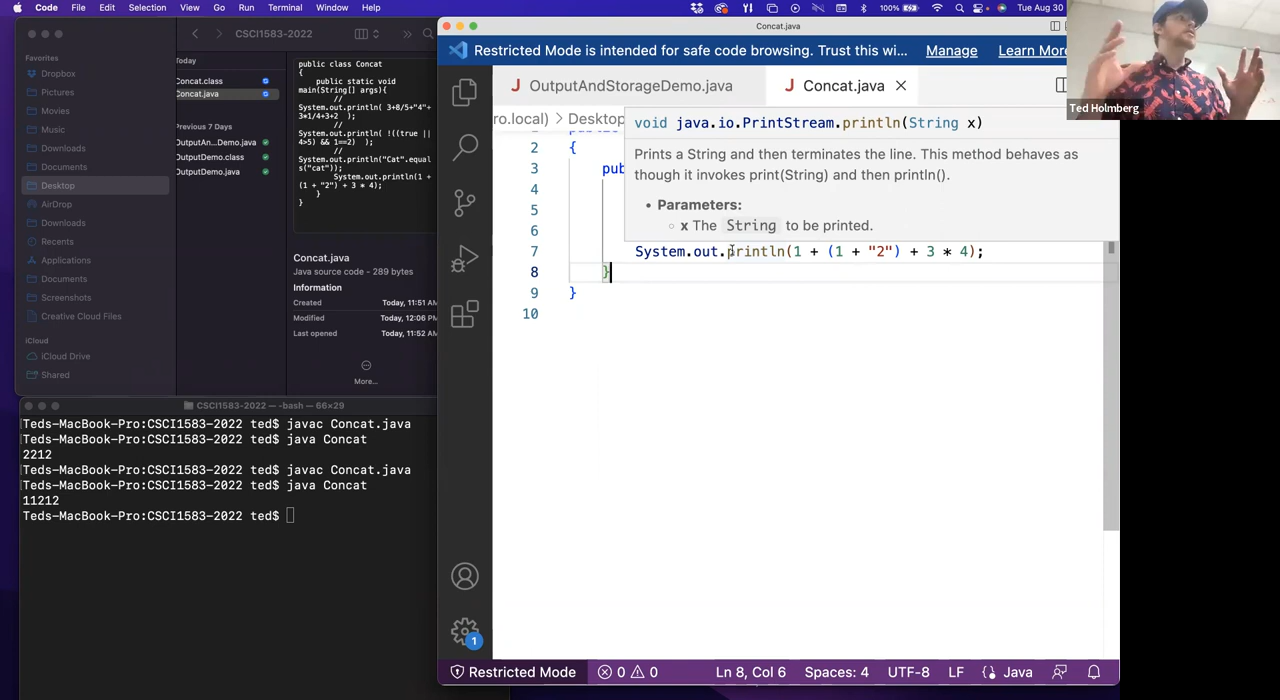 Code File Edit Selection View Go Run Terminal Window Help
100% Tue Aug 30
Favorites
Dropbox
Pictures
Movies
Music
Downloads
Documents
Desktop
AirDrop
Downloads
Recents
Applications
Documents
Screenshots
Creative Cloud Files
iCloud
iCloud Drive
Shared
CSCI1583-2022
Today
Concat.class
Concat.java
Previous 7 Days
OutputAn...Demo.java
OutputDemo.class
OutputDemo.java
public class Concat
{
public static void
main(String[] args){
//
System.out.println( 3+8/5+"4"+
3*1/4+3+2 );
//
System.out.println( !((true ||
4>5) && 1==2) );
//
System.out.println("Cat".equal
s("cat"));
System.out.println(1 +
(1 + "2") + 3 * 4);
}
}
Concat.java
Java source code - 289 bytes
Information
Created Today, 11:51 AM
Modified Today, 12:06 PM
Last opened Today, 11:52 AM
More...
CSCI1583-2022 — -bash — 66×29
Teds-MacBook-Pro:CSCI1583-2022 ted$ javac Concat.java
Teds-MacBook-Pro:CSCI1583-2022 ted$ java Concat
2212
Teds-MacBook-Pro:CSCI1583-2022 ted$ javac Concat.java
Teds-MacBook-Pro:CSCI1583-2022 ted$ java Concat
11212
Teds-MacBook-Pro:CSCI1583-2022 ted$
Concat.java
Restricted Mode is intended for safe code browsing. Trust this wi... Manage Learn More
J OutputAndStorageDemo.java J Concat.java
ro.local) > Desktop
void java.io.PrintStream.println(String x)
Prints a String and then terminates the line. This method behaves as
though it invokes print(String) and then println().
• Parameters:
x The String to be printed.
2 {
3 pub
4
5
6
7 System.out.println(1 + (1 + "2") + 3 * 4);
8 }
9 }
10
1
Restricted Mode 0 0 Ln 8, Col 6 Spaces: 4 UTF-8 LF Java
Ted Holmberg